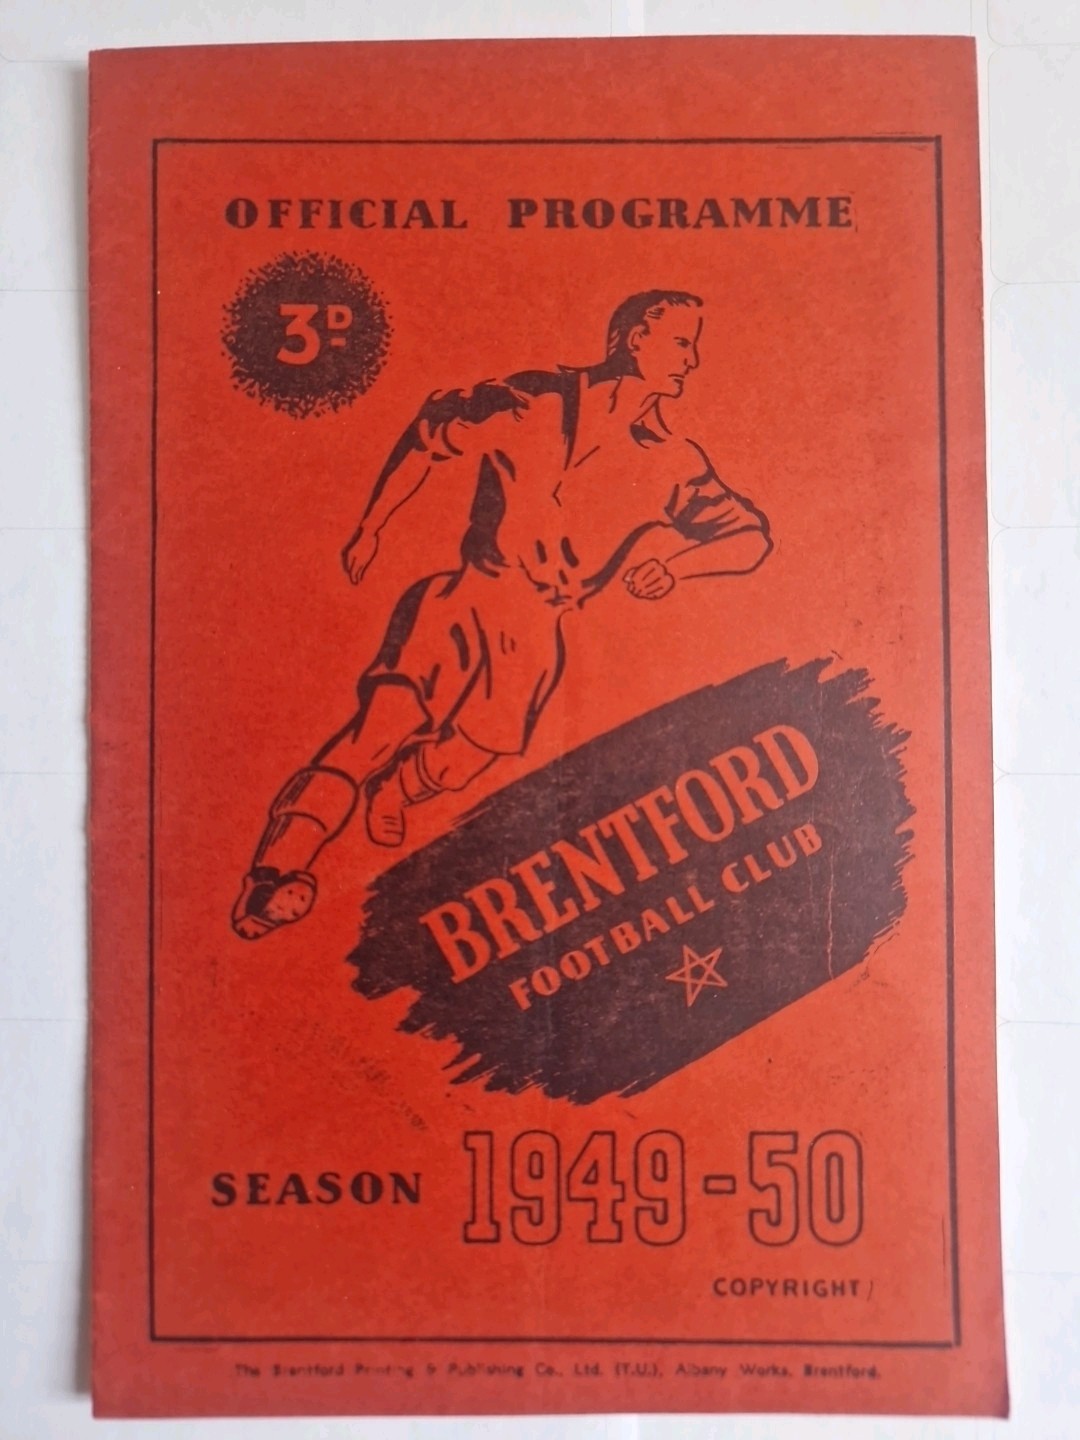 OFFICIAL PROGRAMME
3D
BRENTFORD
FOOTBALL CLUB
SEASON 1949-50
COPYRIGHT
The Brentford Printing & Publishing Co., Ltd. (T.U.), Albany Works, Brentford.